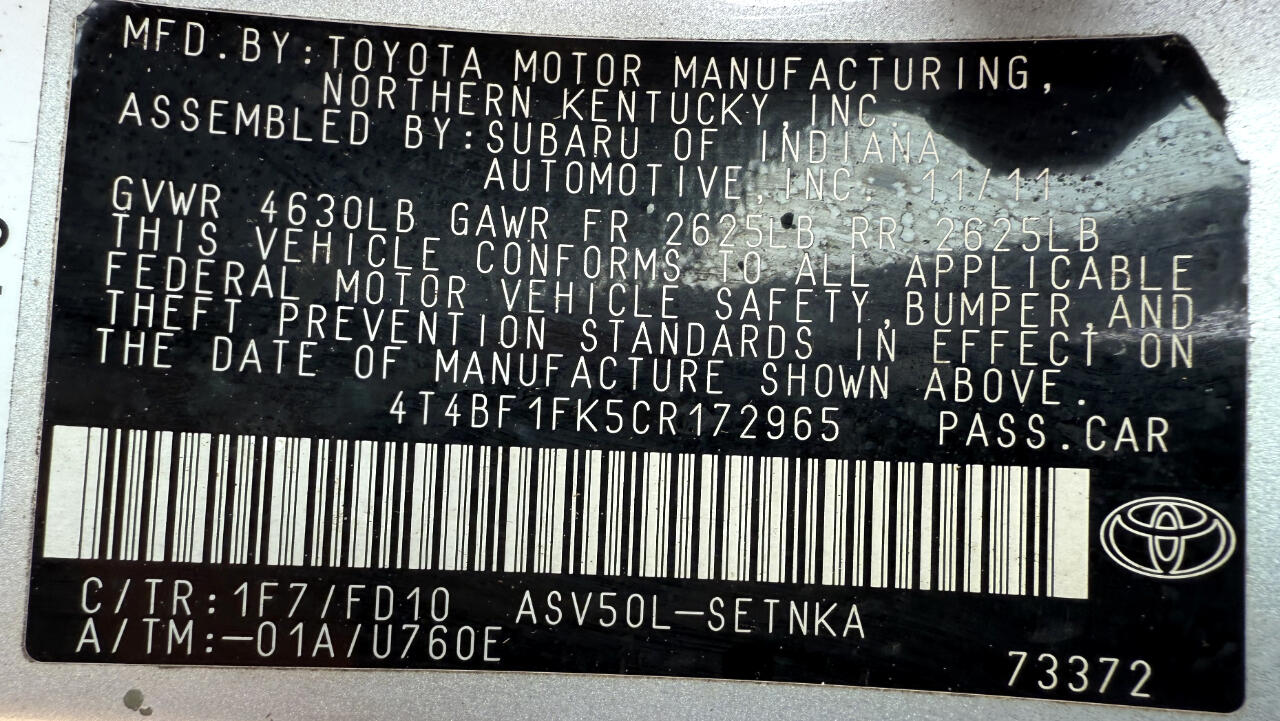 MFD.BY:TOYOTA MOTOR MANUFACTURING,
NORTHERN KENTUCKY,INC.
ASSEMBLED BY:SUBARU OF INDIANA
AUTOMOTIVE,INC. 11/11
GVWR 4630LB GAWR FR 2625LB RR 2625LB
THIS VEHICLE CONFORMS TO ALL APPLICABLE
FEDERAL MOTOR VEHICLE SAFETY,BUMPER,AND
THEFT PREVENTION STANDARDS IN EFFECT ON
THE DATE OF MANUFACTURE SHOWN ABOVE.
4T4BF1FK5CR172965 PASS.CAR
C/TR:1F7/FD10 ASV50L-SETNKA
A/TM:-01A/U760E
73372